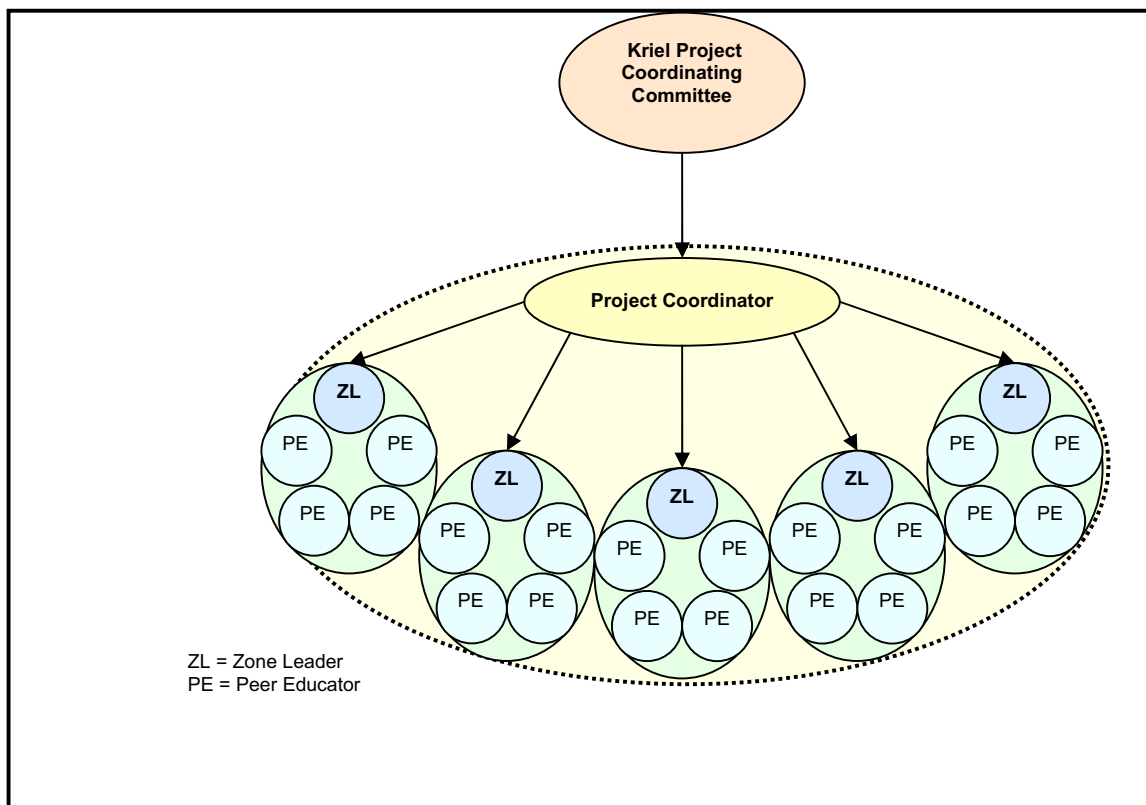 Kriel Project
Coordinating
Committee
Project Coordinator
ZL
PE
PE
PE
PE
ZL
PE
PE
PE
PE
ZL
PE
PE
PE
PE
ZL
PE
PE
PE
PE
ZL
PE
PE
PE
PE
ZL = Zone Leader
PE = Peer Educator